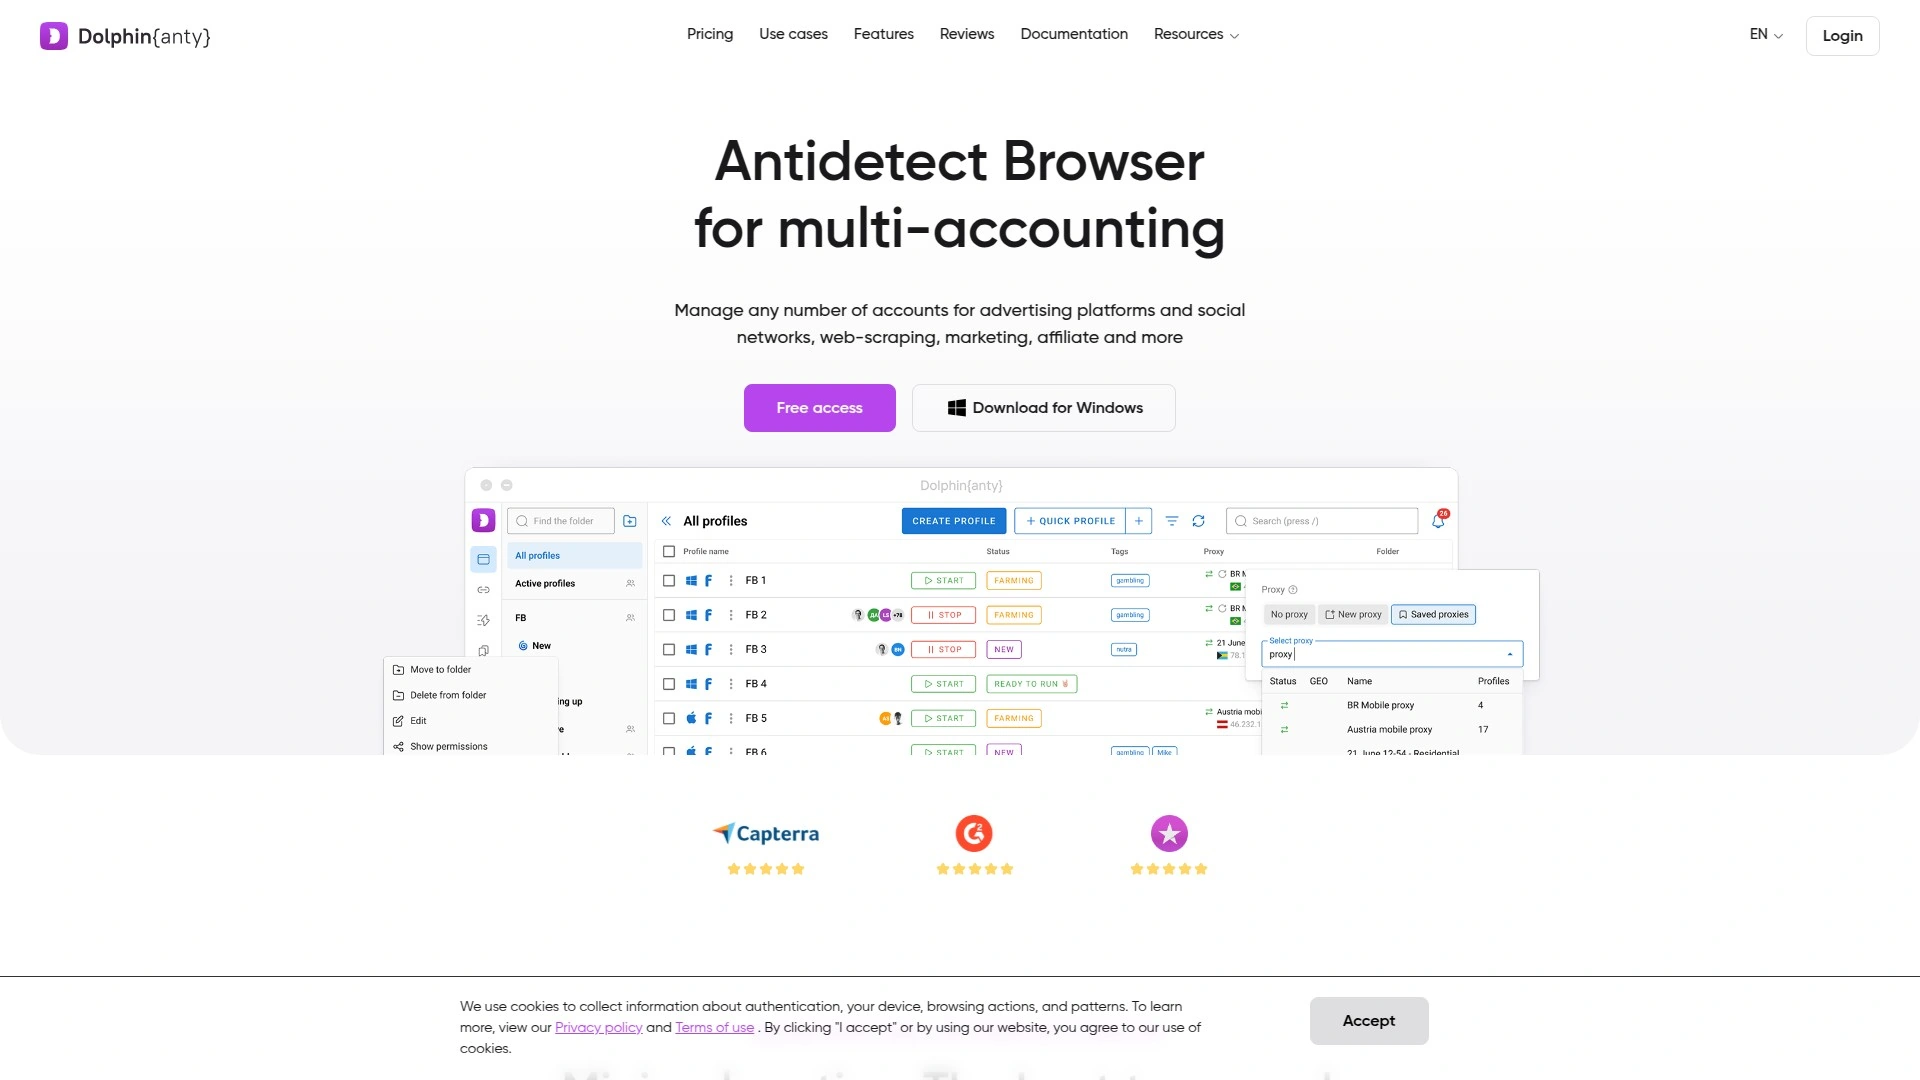 Dolphin{anty}
Pricing
Use cases
Features
Reviews
Documentation
Resources
EN
Login
Antidetect Browser
for multi-accounting
Manage any number of accounts for advertising platforms and social
networks, web-scraping, marketing, affiliate and more
Free access
Download for Windows
Dolphin{anty}
Find the folder
All profiles
CREATE PROFILE
+ QUICK PROFILE
+
Search (press /)
26
All profiles
Active profiles
FB
New
Profile name
Status
Tags
Proxy
Folder
FB 1
START
FARMING
gambling
BR M
FB 2
+78
STOP
FARMING
gambling
BR M
FB 3
STOP
NEW
nutra
21 June
78.1
FB 4
START
READY TO RUN
FB 5
START
FARMING
Austria mobi
46.232.1
FB 6
START
NEW
gambling
Mike
Move to folder
Delete from folder
Edit
Show permissions
ing up
Proxy
No proxy
New proxy
Saved proxies
Select proxy
proxy
Status
GEO
Name
Profiles
BR Mobile proxy
4
Austria mobile proxy
17
21 June 12-54 - Residential
Capterra
We use cookies to collect information about authentication, your device, browsing actions, and patterns. To learn
more, view our Privacy policy and Terms of use . By clicking "I accept" or by using our website, you agree to our use of
cookies.
Accept